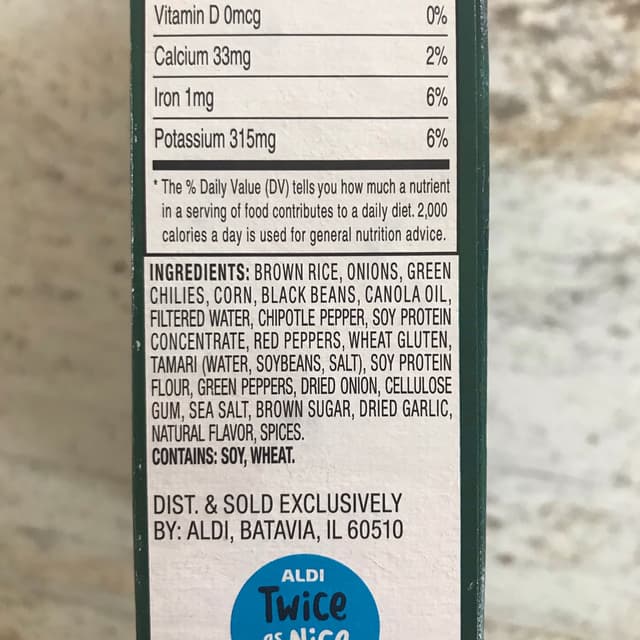 Vitamin D 0mcg 0%
Calcium 33mg 2%
Iron 1mg 6%
Potassium 315mg 6%
* The % Daily Value (DV) tells you how much a nutrient
in a serving of food contributes to a daily diet. 2,000
calories a day is used for general nutrition advice.
INGREDIENTS: BROWN RICE, ONIONS, GREEN
CHILIES, CORN, BLACK BEANS, CANOLA OIL,
FILTERED WATER, CHIPOTLE PEPPER, SOY PROTEIN
CONCENTRATE, RED PEPPERS, WHEAT GLUTEN,
TAMARI (WATER, SOYBEANS, SALT), SOY PROTEIN
FLOUR, GREEN PEPPERS, DRIED ONION, CELLULOSE
GUM, SEA SALT, BROWN SUGAR, DRIED GARLIC,
NATURAL FLAVOR, SPICES.
CONTAINS: SOY, WHEAT.
DIST. & SOLD EXCLUSIVELY
BY: ALDI, BATAVIA, IL 60510
ALDI
Twice
as Nice